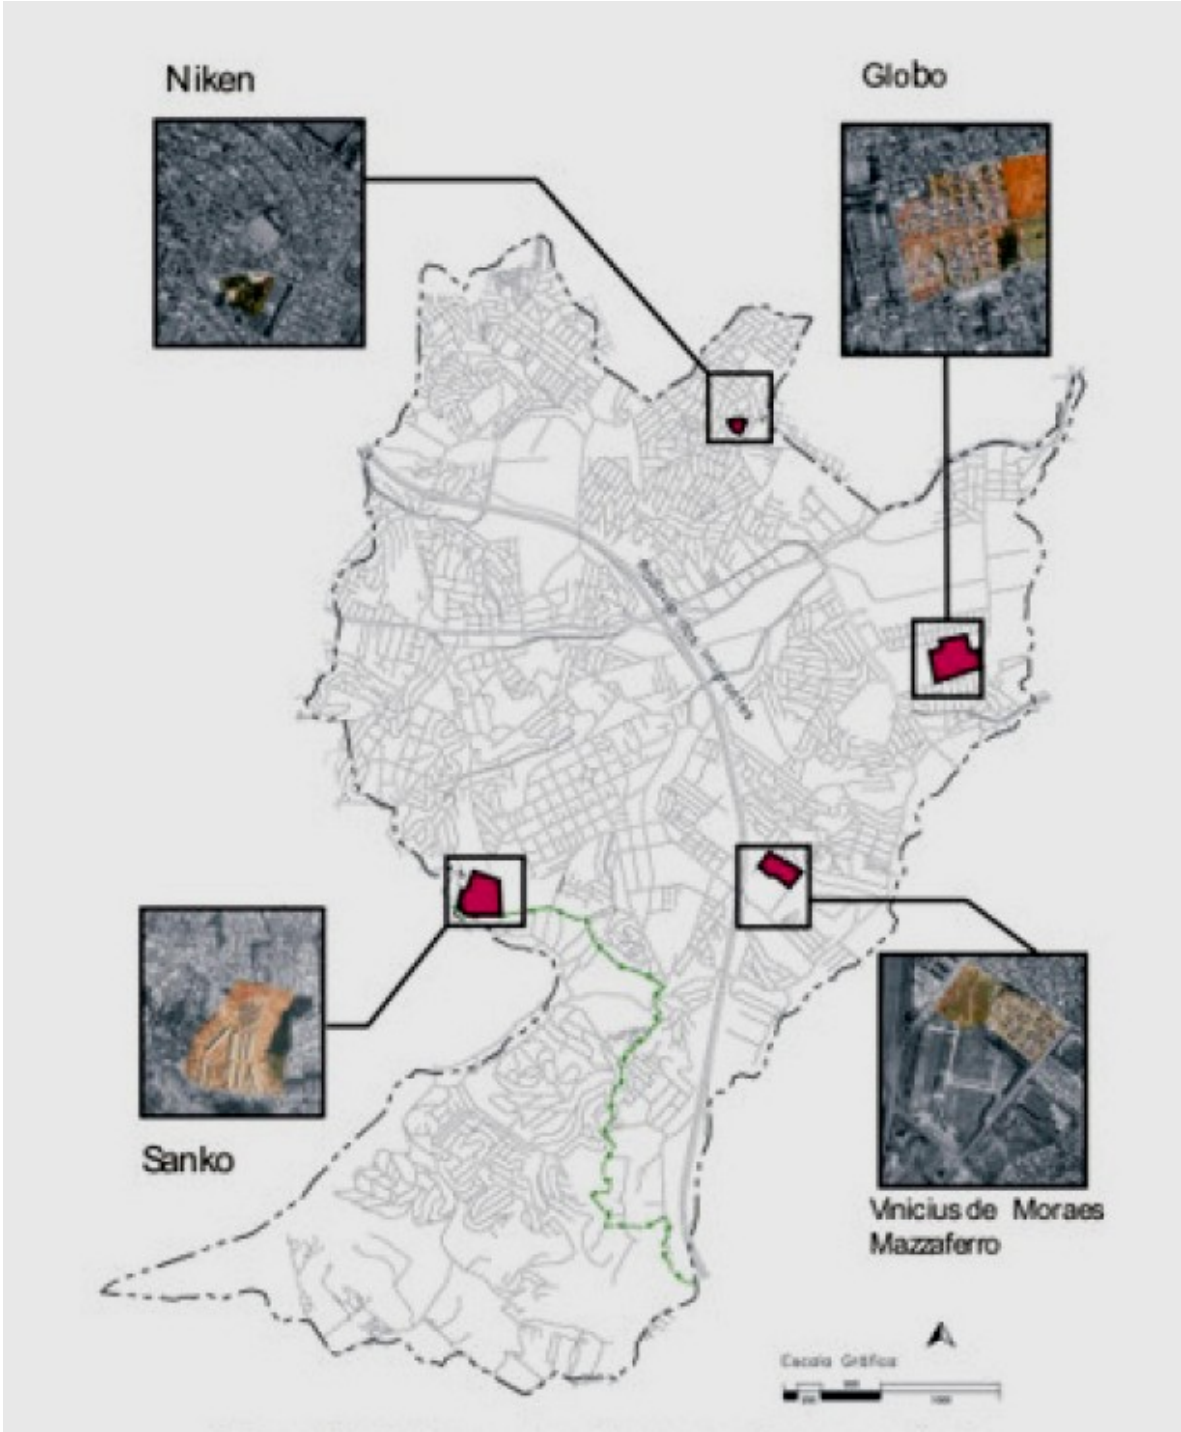 Niken
Globo
Sanko
Vinicius de Moraes
Mazzaferro
Escala Gráfica